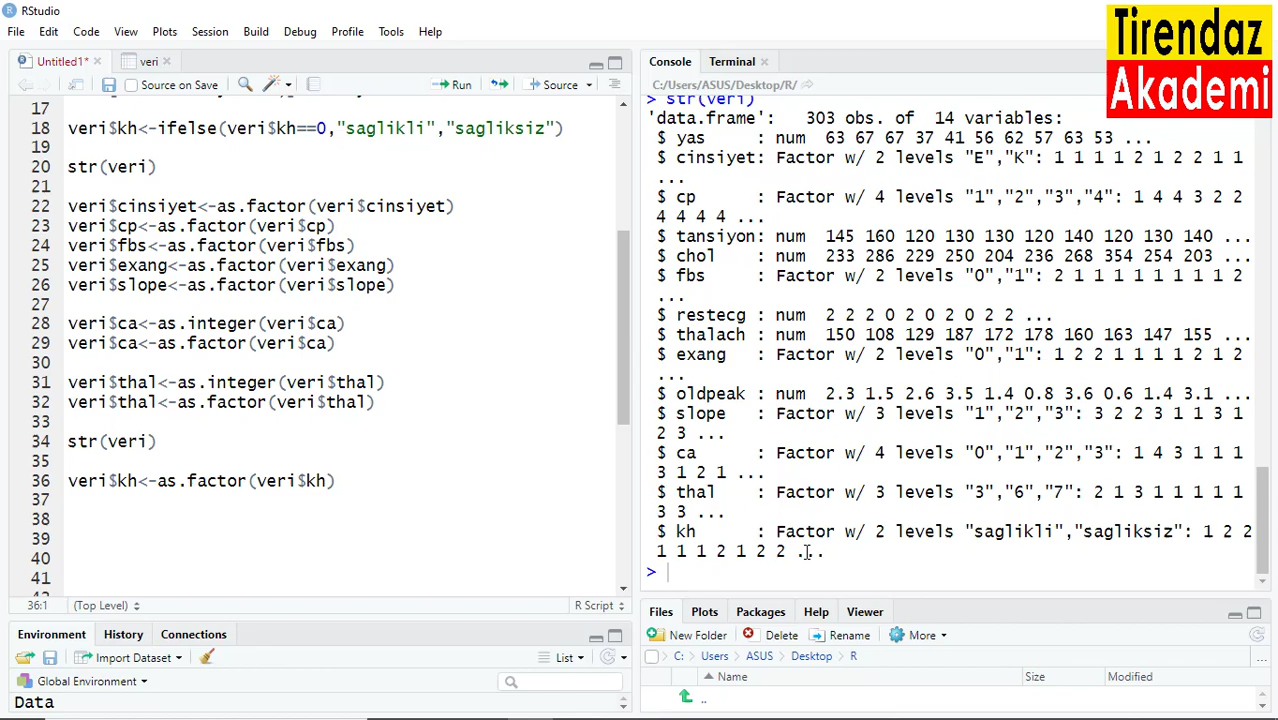 RStudio
File Edit Code View Plots Session Build Debug Profile Tools Help
Tirendaz
Akademi
Untitled1* × veri ×
Source on Save Run Source
17
18 veri$kh<-ifelse(veri$kh==0,"saglikli","sagliksiz")
19
20 str(veri)
21
22 veri$cinsiyet<-as.factor(veri$cinsiyet)
23 veri$cp<-as.factor(veri$cp)
24 veri$fbs<-as.factor(veri$fbs)
25 veri$exang<-as.factor(veri$exang)
26 veri$slope<-as.factor(veri$slope)
27
28 veri$ca<-as.integer(veri$ca)
29 veri$ca<-as.factor(veri$ca)
30
31 veri$thal<-as.integer(veri$thal)
32 veri$thal<-as.factor(veri$thal)
33
34 str(veri)
35
36 veri$kh<-as.factor(veri$kh)
37
38
39
40
41
36:1 (Top Level) R Script
Environment History Connections
Import Dataset List
Global Environment
Data
Console Terminal ×
C:/Users/ASUS/Desktop/R/
> str(veri)
'data.frame': 303 obs. of 14 variables:
$ yas : num 63 67 67 37 41 56 62 57 63 53 ...
$ cinsiyet: Factor w/ 2 levels "E","K": 1 1 1 1 2 1 2 2 1 1
...
$ cp : Factor w/ 4 levels "1","2","3","4": 1 4 4 3 2 2
4 4 4 4 ...
$ tansiyon: num 145 160 120 130 130 120 140 120 130 140 ...
$ chol : num 233 286 229 250 204 236 268 354 254 203 ...
$ fbs : Factor w/ 2 levels "0","1": 2 1 1 1 1 1 1 1 1 2
...
$ restecg : num 2 2 2 0 2 0 2 0 2 2 ...
$ thalach : num 150 108 129 187 172 178 160 163 147 155 ...
$ exang : Factor w/ 2 levels "0","1": 1 2 2 1 1 1 1 2 1 2
...
$ oldpeak : num 2.3 1.5 2.6 3.5 1.4 0.8 3.6 0.6 1.4 3.1 ...
$ slope : Factor w/ 3 levels "1","2","3": 3 2 2 3 1 1 3 1
2 3 ...
$ ca : Factor w/ 4 levels "0","1","2","3": 1 4 3 1 1 1
3 1 2 1 ...
$ thal : Factor w/ 3 levels "3","6","7": 2 1 3 1 1 1 1 1
3 3 ...
$ kh : Factor w/ 2 levels "saglikli","sagliksiz": 1 2 2
1 1 1 2 1 2 2 ...
>
Files Plots Packages Help Viewer
New Folder Delete Rename More
C: Users ASUS Desktop R ...
Name Size Modified
..